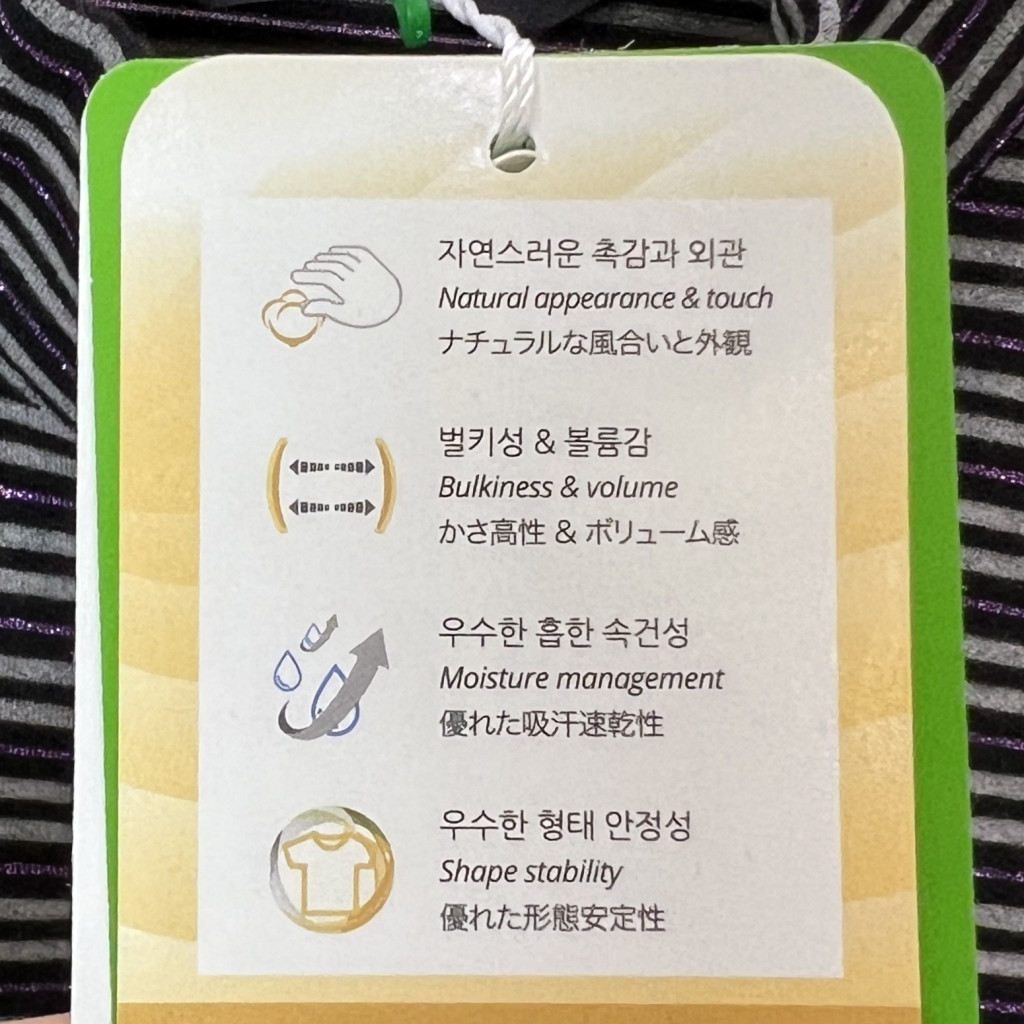 자연스러운 촉감과 외관
Natural appearance & touch
ナチュラルな風合いと外観
벌키성 & 볼륨감
Bulkiness & volume
かさ高性 & ボリューム感
우수한 흡한 속건성
Moisture management
優れた吸汗速乾性
우수한 형태 안정성
Shape stability
優れた形態安定性